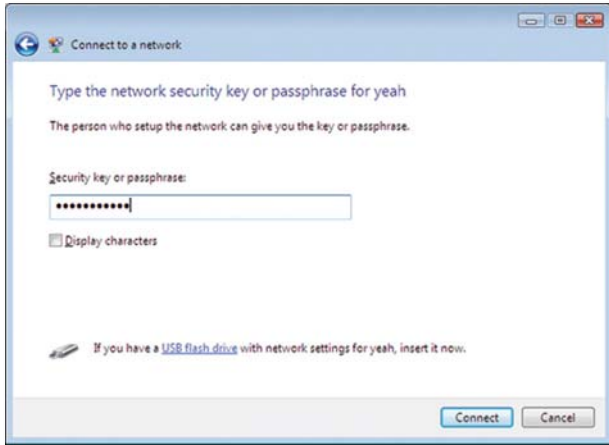 Connect to a network
Type the network security key or passphrase for yeah
The person who setup the network can give you the key or passphrase.
Security key or passphrase:
•••••••••••
Display characters
If you have a USB flash drive with network settings for yeah, insert it now.
Connect Cancel